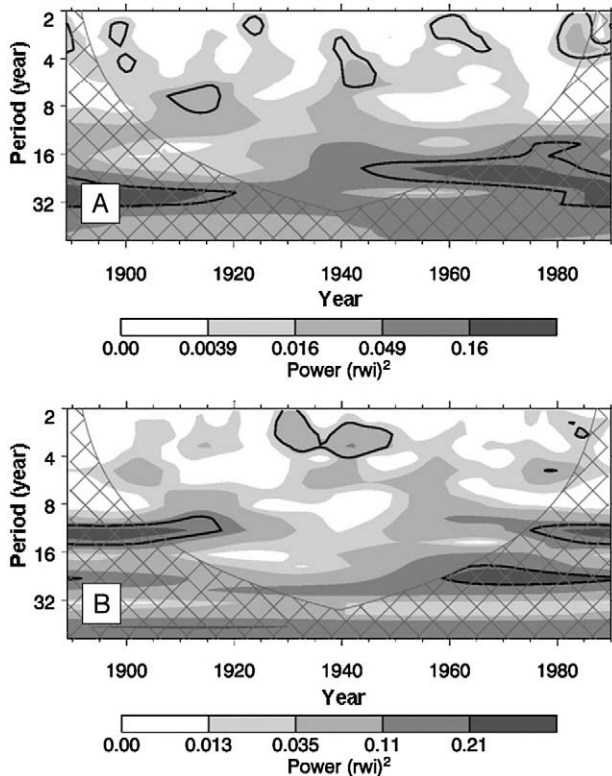 2
4
8
16
32
Period (year)
A
1900 1920 1940 1960 1980
Year
0.00 0.0039 0.016 0.049 0.16
Power (rwi)²
2
4
8
16
32
Period (year)
B
1900 1920 1940 1960 1980
Year
0.00 0.013 0.035 0.11 0.21
Power (rwi)²